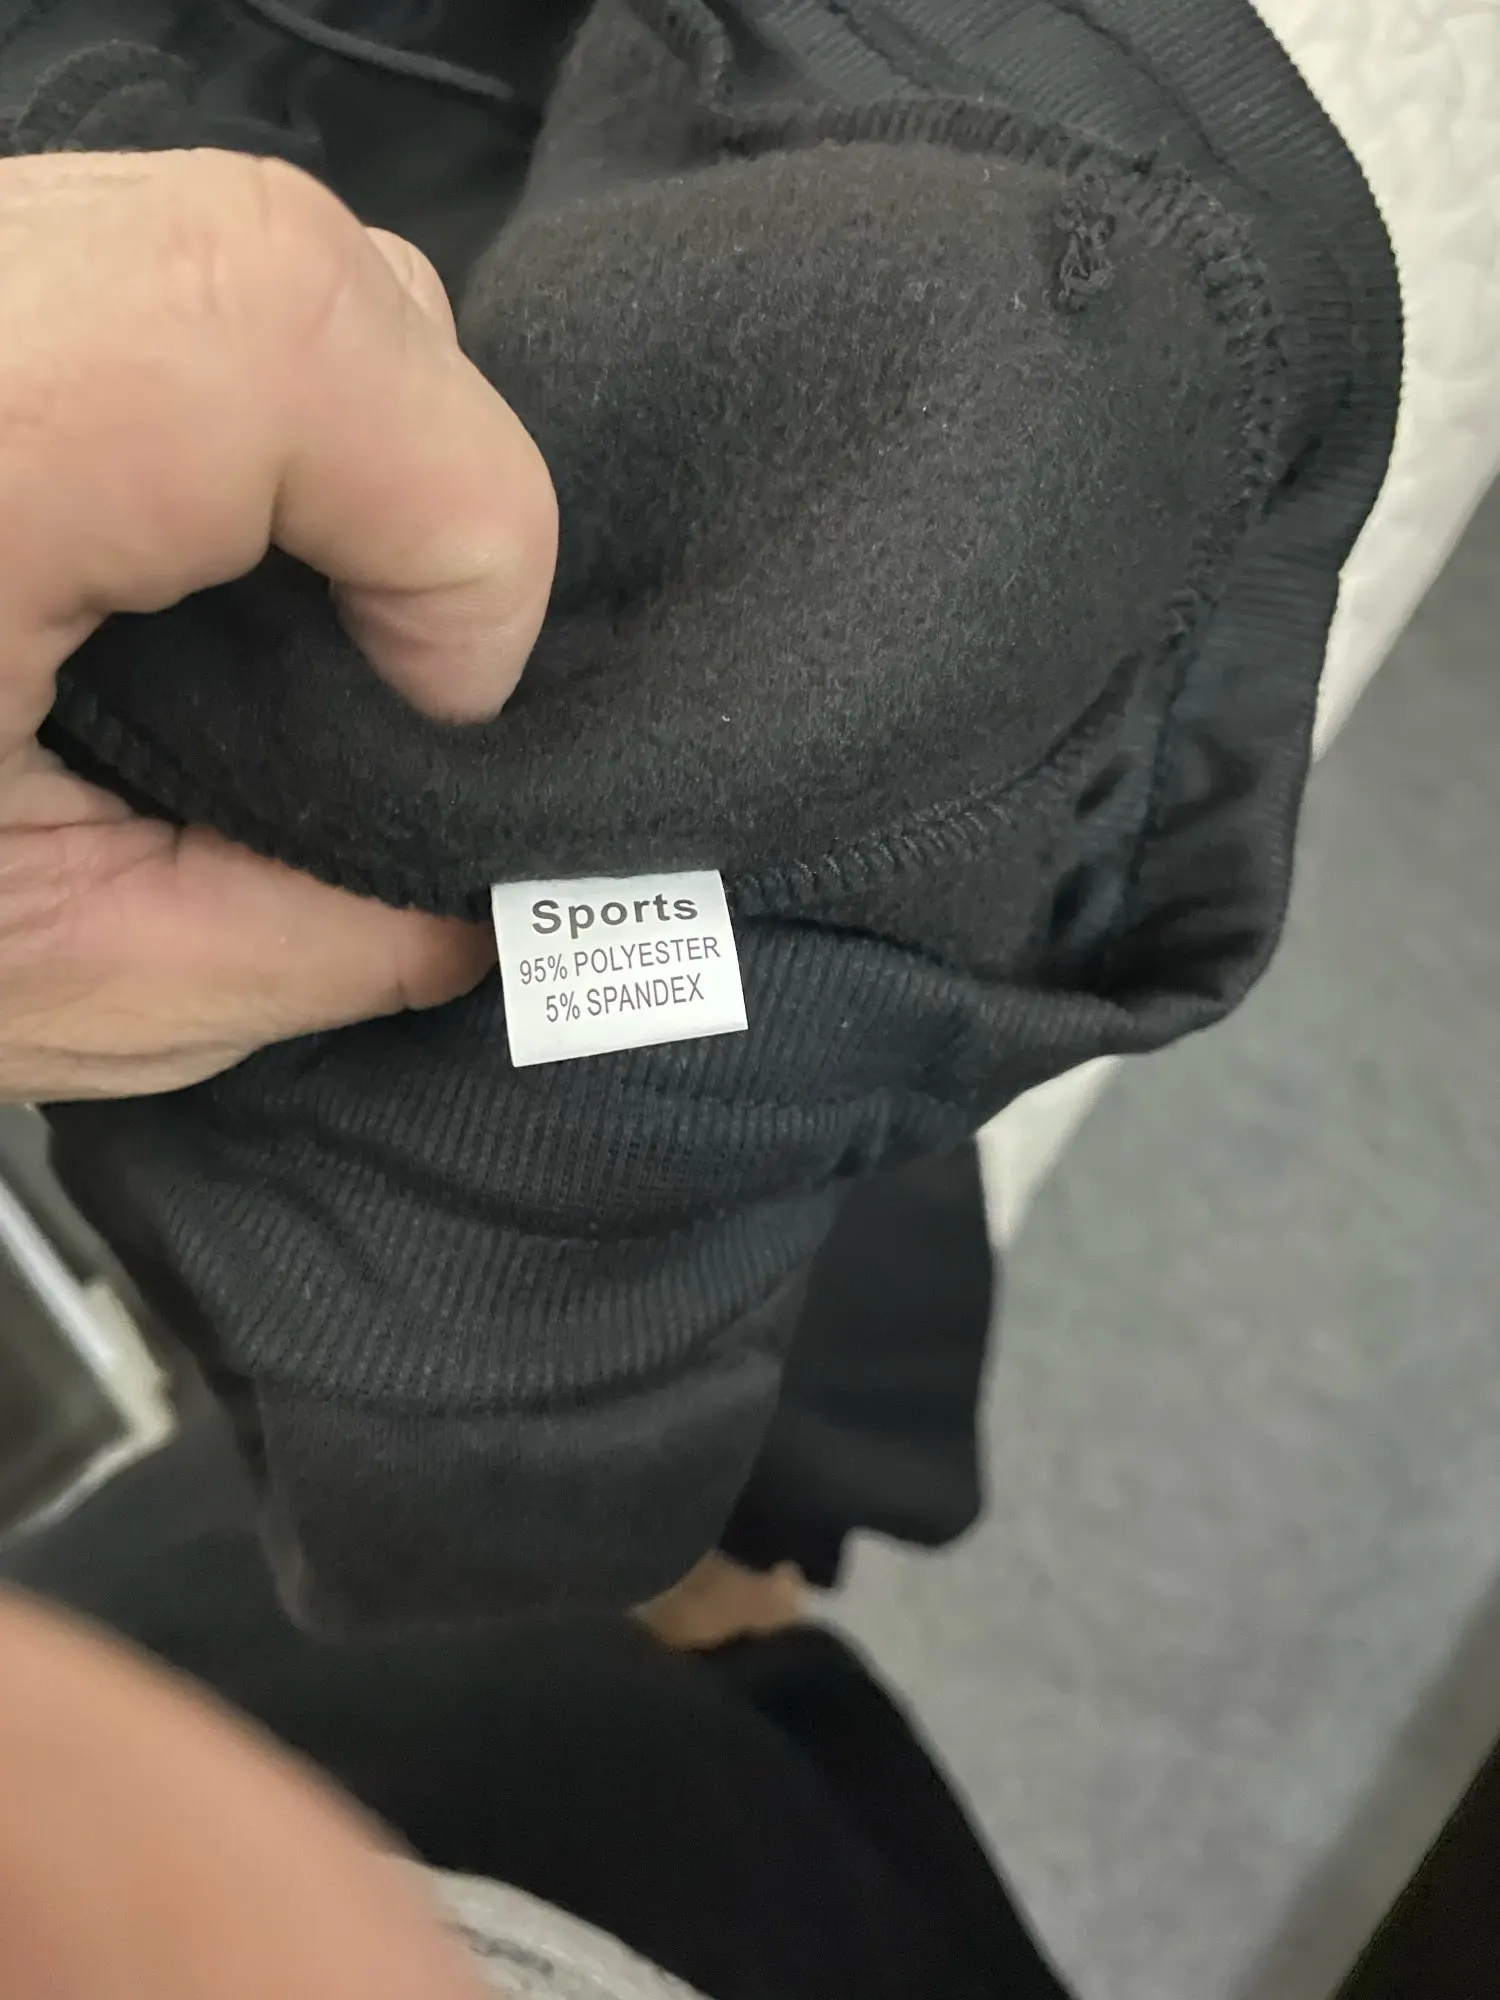 Sports
95% POLYESTER
5% SPANDEX